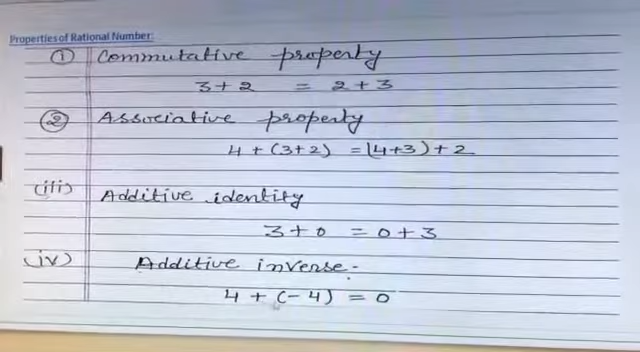 Properties of Rational Number:
① Commutative property
3+2 = 2+3
② Associative property
4+(3+2) = (4+3)+2
(iii) Additive identity
3+0 = 0+3
(iv) Additive inverse-
4+(-4) = 0